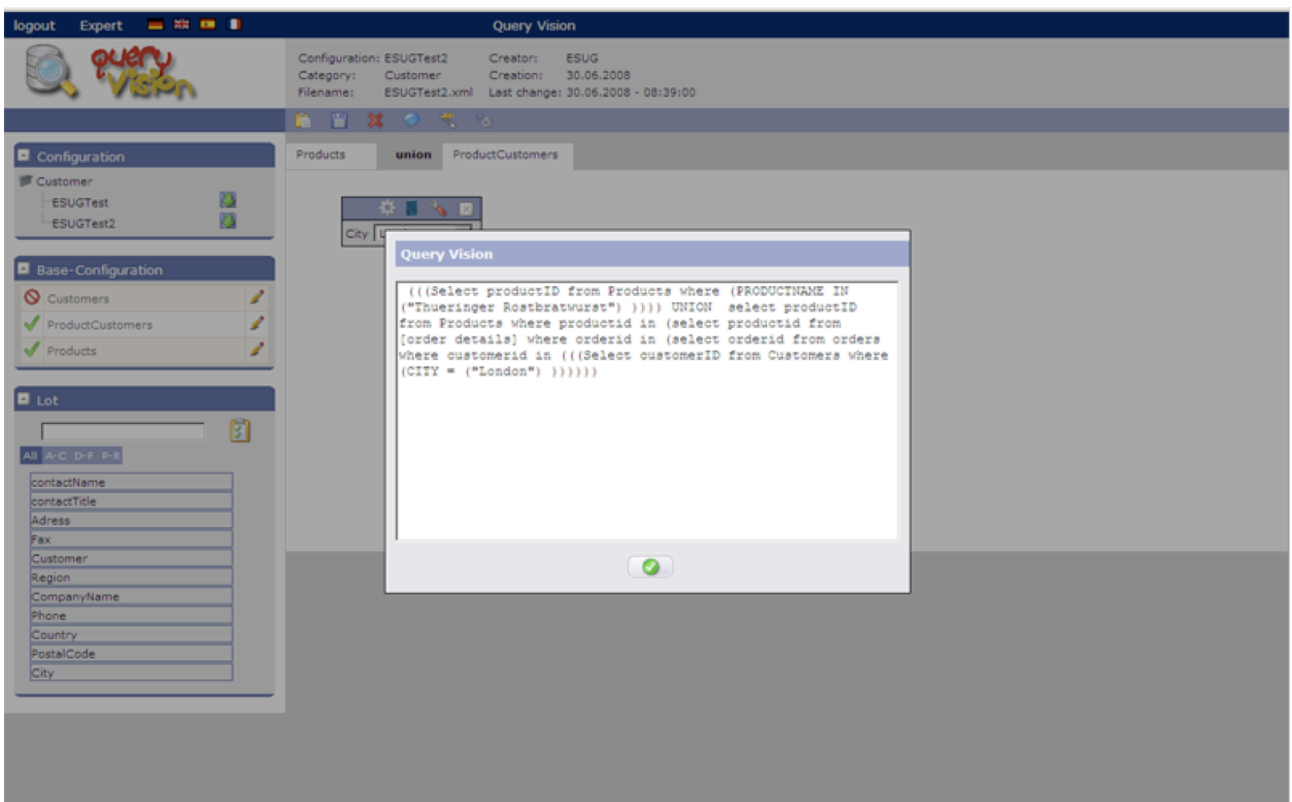 logout Expert Query Vision
query
Vision
Configuration: ESUGTest2 Creator: ESUG
Category: Customer Creation: 30.06.2008
Filename: ESUGTest2.xml Last change: 30.06.2008 - 08:39:00
Configuration
Customer
ESUGTest
ESUGTest2
Base-Configuration
Customers
ProductCustomers
Products
Lot
All A-C D-F P-R
contactName
contactTitle
Adress
Fax
Customer
Region
CompanyName
Phone
Country
PostalCode
City
Products union ProductCustomers
City
Query Vision
(((Select productID from Products where (PRODUCTNAME IN
("Thueringer Rostbratwurst") )))) UNION select productID
from Products where productid in (select productid from
[order details] where orderid in (select orderid from orders
where customerid in (((Select customerID from Customers where
(CITY = ("London") ))))))